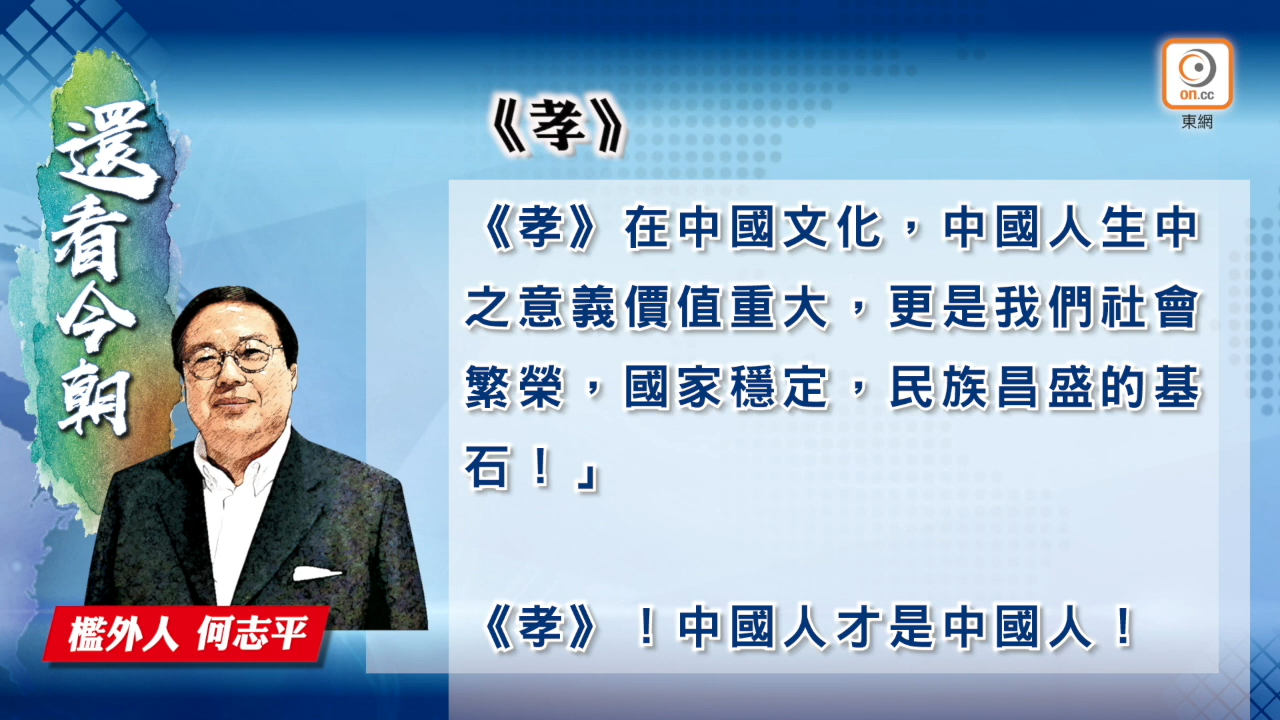 還看今朝
檻外人 何志平
《孝》
on.cc
東網
《孝》在中國文化，中國人生中
之意義價值重大，更是我們社會
繁榮，國家穩定，民族昌盛的基
石！」
《孝》！中國人才是中國人！